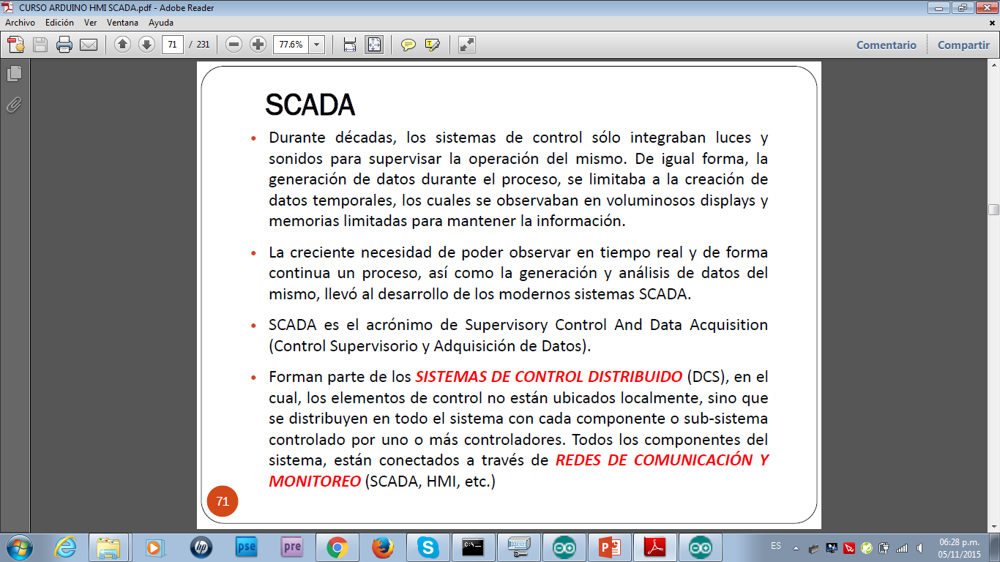 CURSO ARDUINO HMI SCADA.pdf - Adobe Reader
Archivo Edición Ver Ventana Ayuda
71 / 231 77.6% Comentario Compartir
SCADA
• Durante décadas, los sistemas de control sólo integraban luces y
sonidos para supervisar la operación del mismo. De igual forma, la
generación de datos durante el proceso, se limitaba a la creación de
datos temporales, los cuales se observaban en voluminosos displays y
memorias limitadas para mantener la información.
• La creciente necesidad de poder observar en tiempo real y de forma
continua un proceso, así como la generación y análisis de datos del
mismo, llevó al desarrollo de los modernos sistemas SCADA.
• SCADA es el acrónimo de Supervisory Control And Data Acquisition
(Control Supervisorio y Adquisición de Datos).
• Forman parte de los SISTEMAS DE CONTROL DISTRIBUIDO (DCS), en el
cual, los elementos de control no están ubicados localmente, sino que
se distribuyen en todo el sistema con cada componente o sub-sistema
controlado por uno o más controladores. Todos los componentes del
sistema, están conectados a través de REDES DE COMUNICACIÓN Y
MONITOREO (SCADA, HMI, etc.)
71
hp pse pre C:\_ ES 06:28 p.m.
05/11/2015